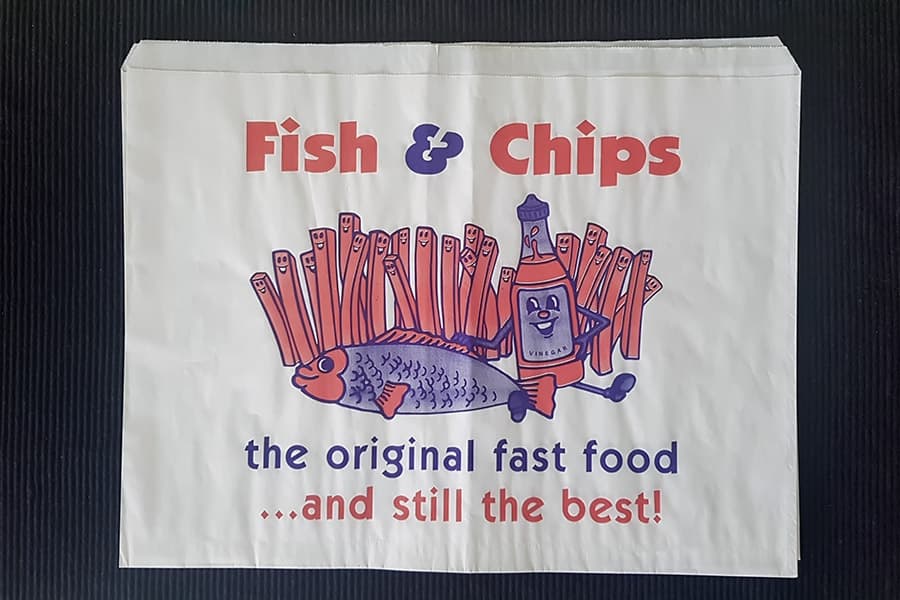 Fish & Chips
VINEGAR
the original fast food
...and still the best!